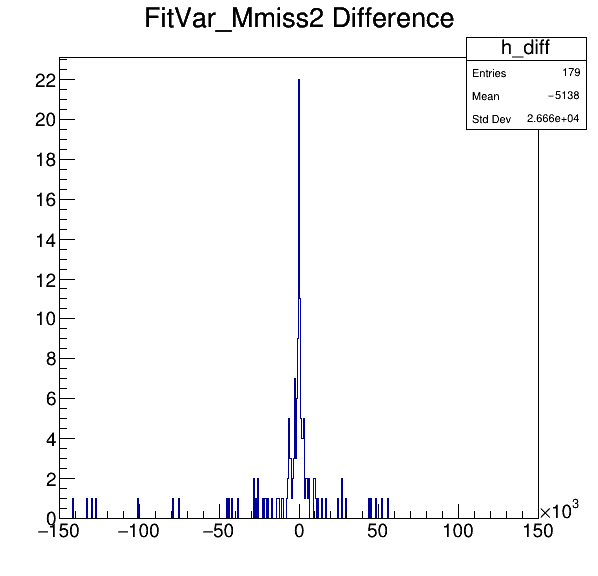 FitVar_Mmiss2 Difference
h_diff
Entries 179
Mean −5138
Std Dev 2.666e+04
22
20
18
16
14
12
10
8
6
4
2
0
−150 −100 −50 0 50 100 150
×10³